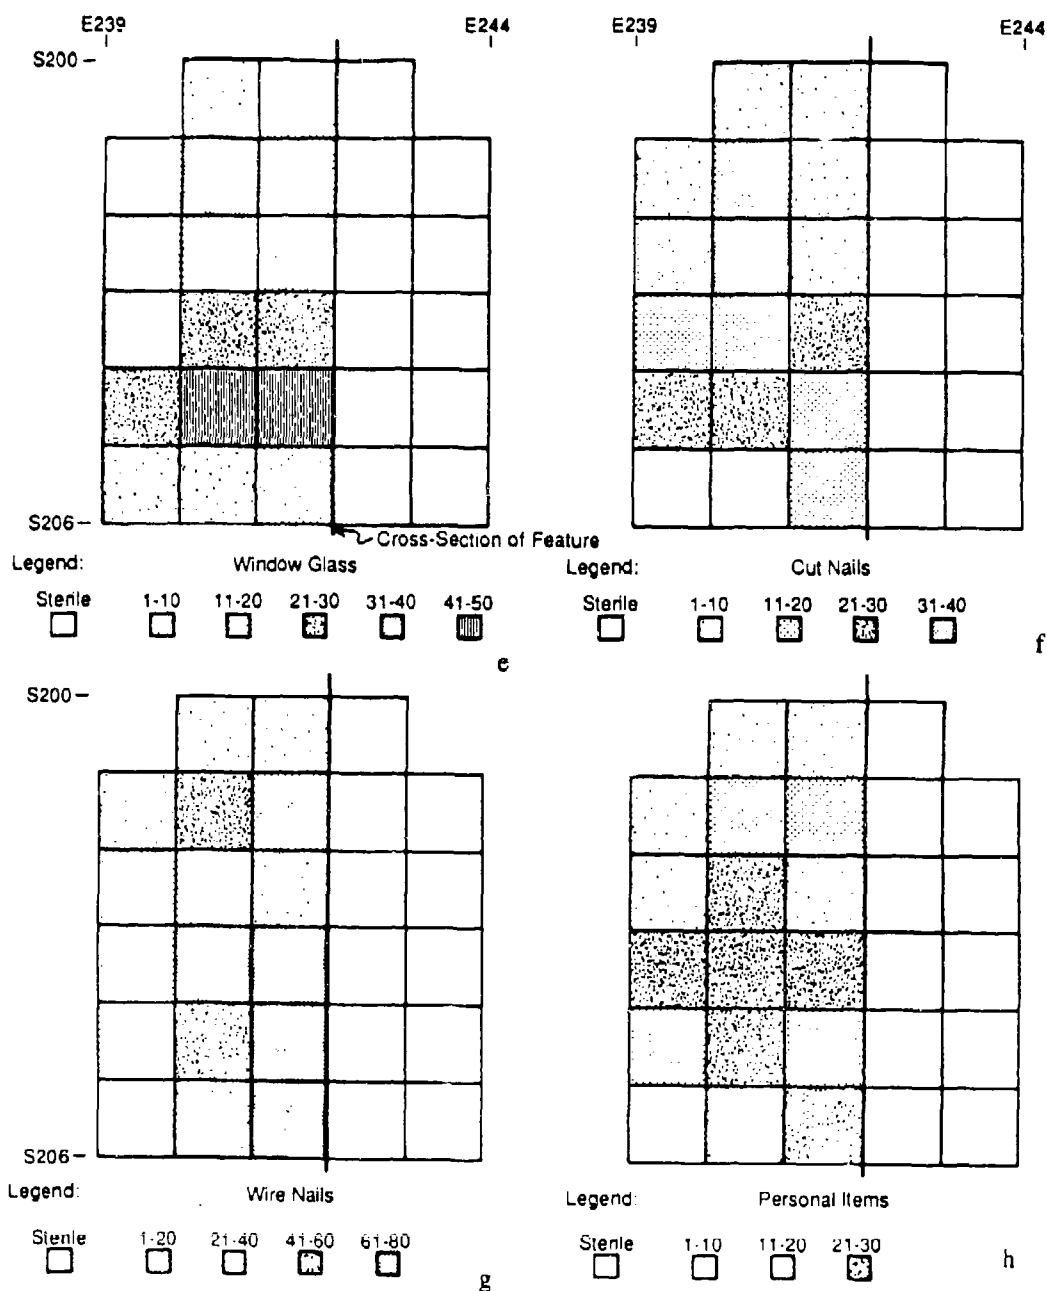 E239 E244 E239 E244
S200
S206
Cross-Section of Feature
Legend: Window Glass Legend: Cut Nails
Sterile 1-10 11-20 21-30 31-40 41-50 Sterile 1-10 11-20 21-30 31-40
e f
S200
S206
Legend: Wire Nails Legend: Personal Items
Sterile 1-20 21-40 41-60 61-80 Sterile 1-10 11-20 21-30
g h